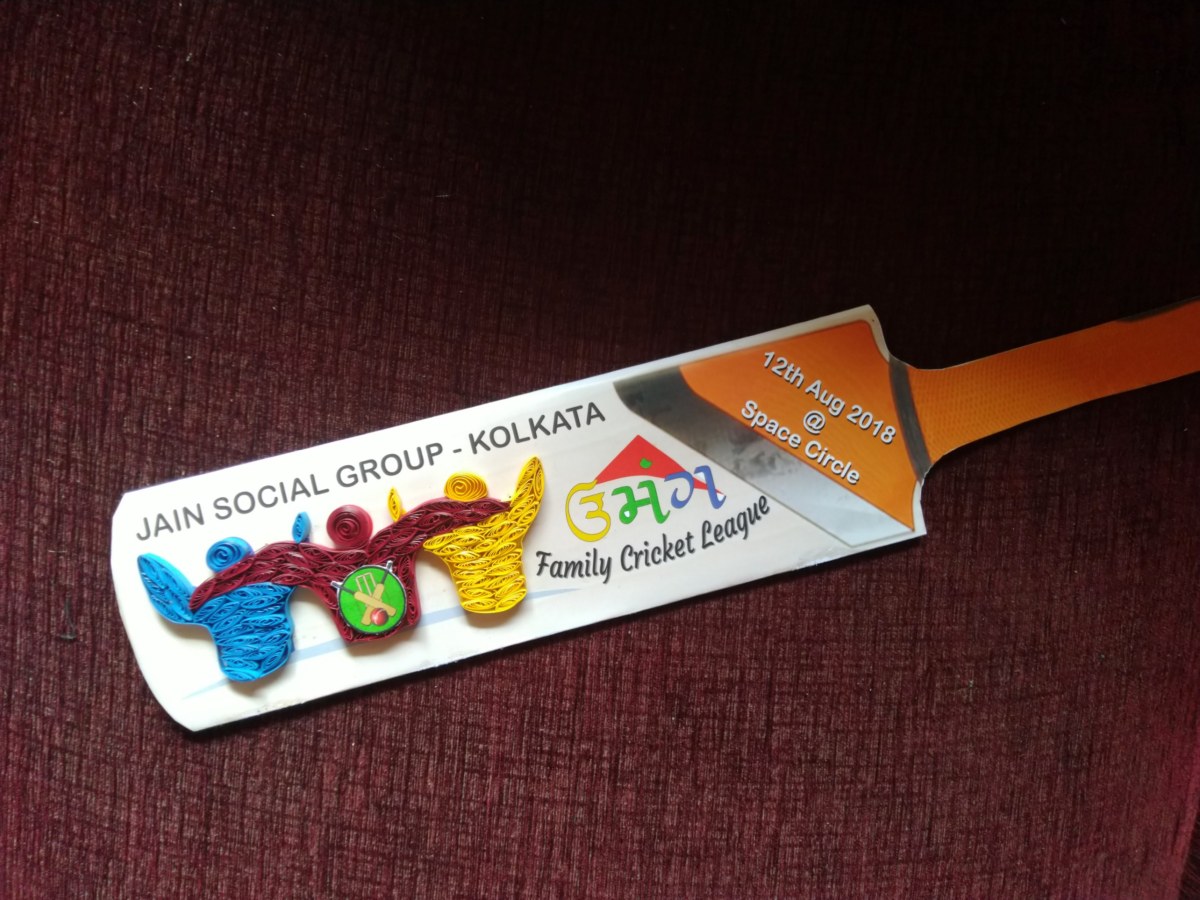 JAIN SOCIAL GROUP - KOLKATA
ઉમંગ
Family Cricket League
12th Aug 2018
@
Space Circle